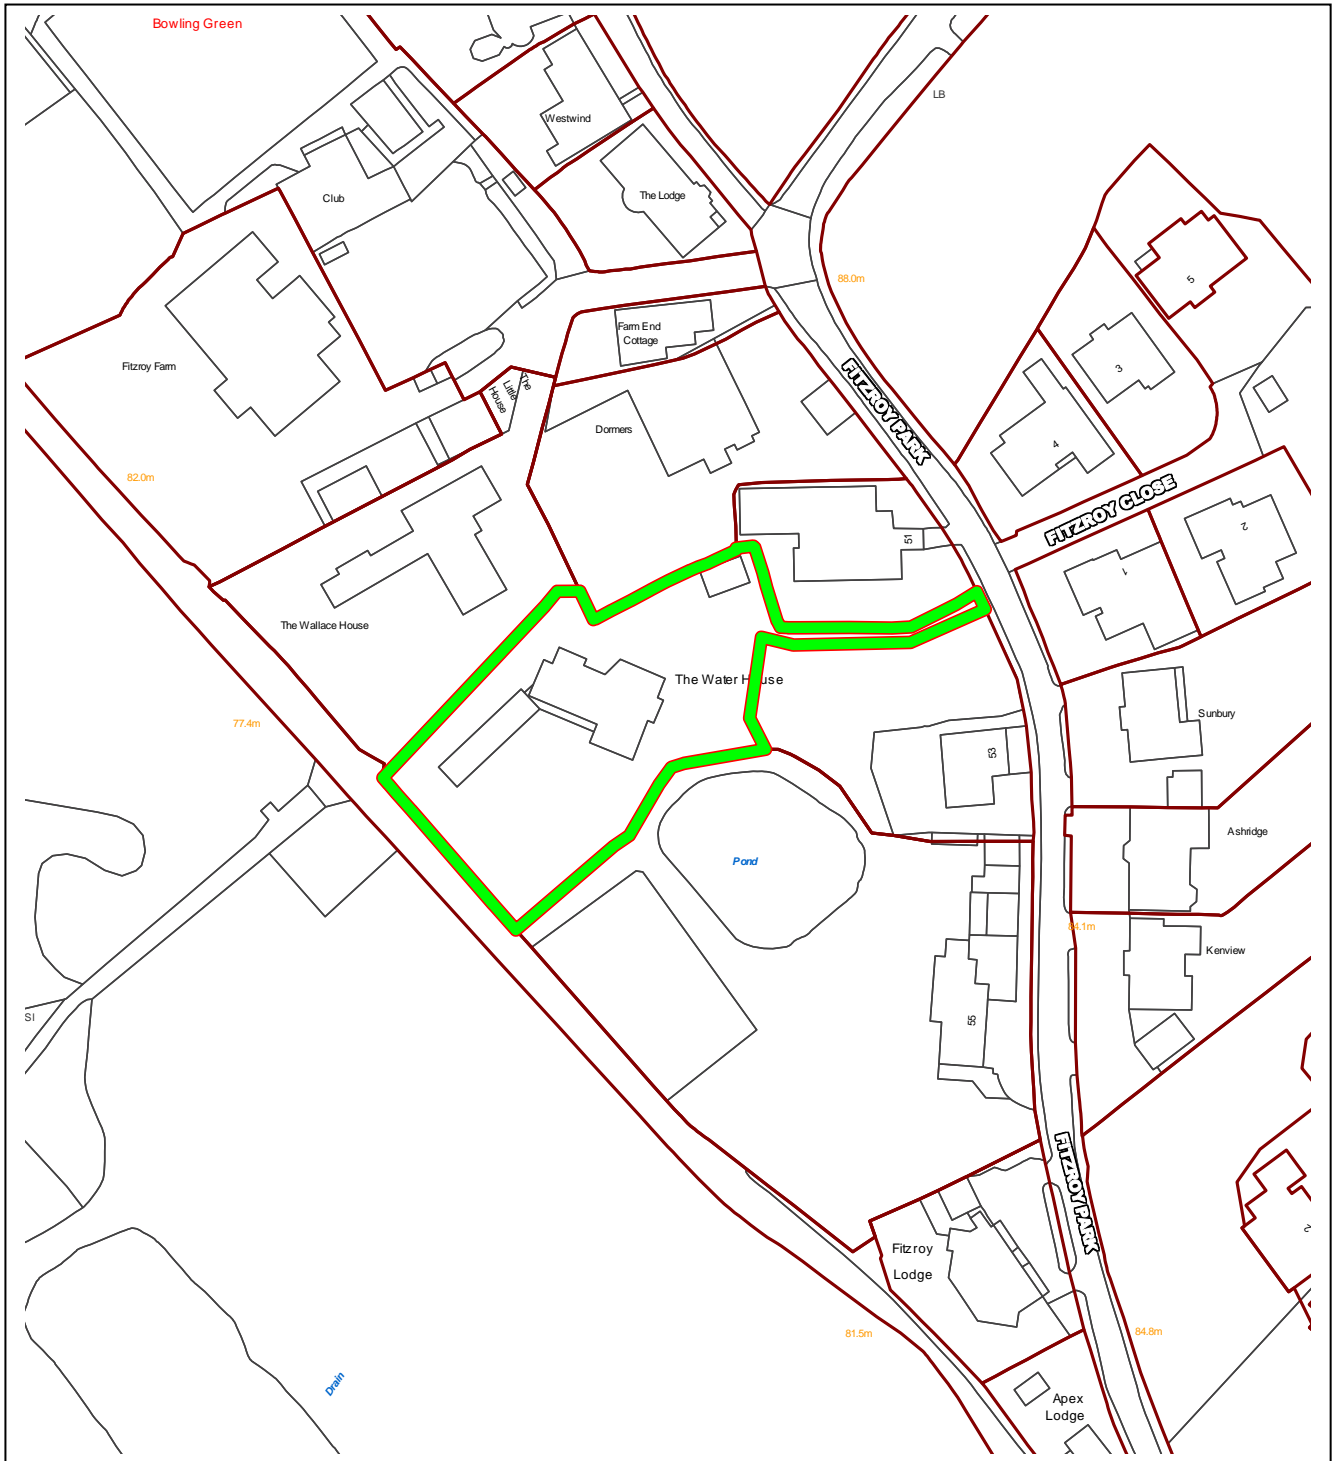 Bowling Green
LB
Westwind
The Lodge
Club
88.0m
5
Farm End
Cottage
3
Fitzroy Farm
The
Little
House
FITZROY PARK
Dormers
4
82.0m
FITZROY CLOSE
2
51
1
The Wallace House
The Water House
Sunbury
77.4m
53
Ashridge
Pond
84.1m
Kenview
SI
55
FITZROY PARK
2
Fitzroy
Lodge
81.5m
84.8m
Drain
Apex
Lodge